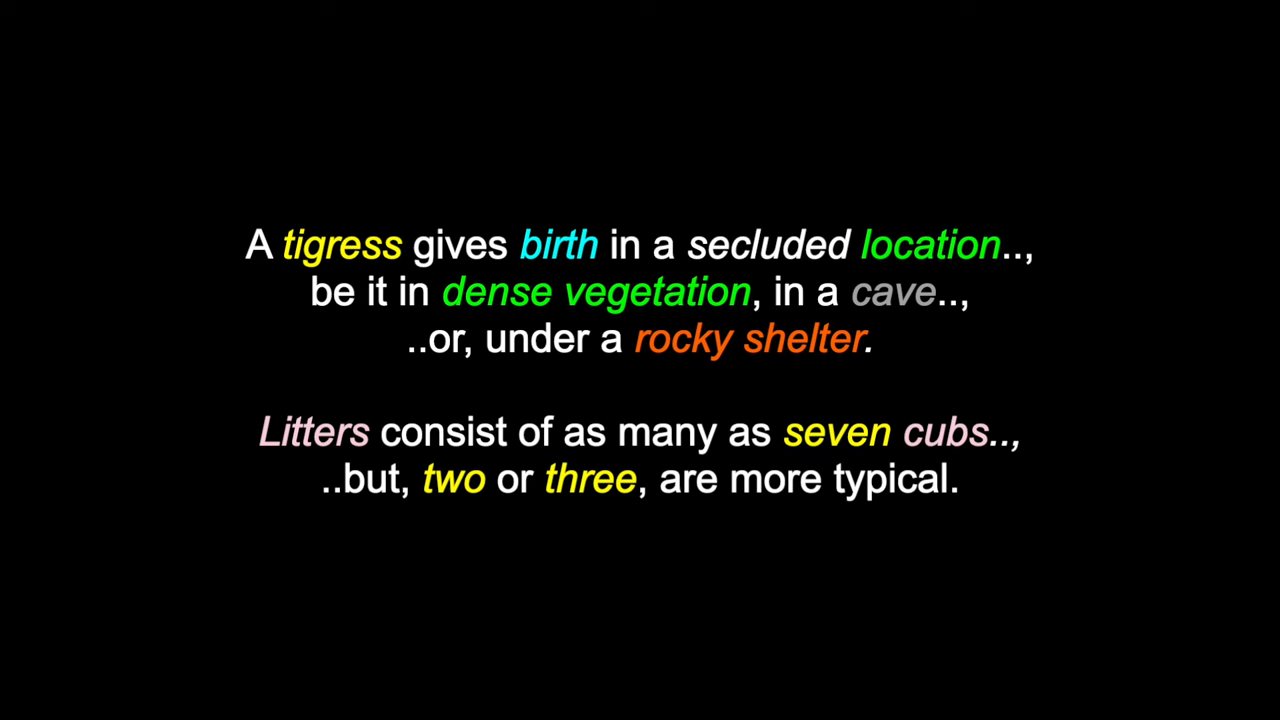 A tigress gives birth in a secluded location..,
be it in dense vegetation, in a cave..,
..or, under a rocky shelter.
Litters consist of as many as seven cubs..,
..but, two or three, are more typical.